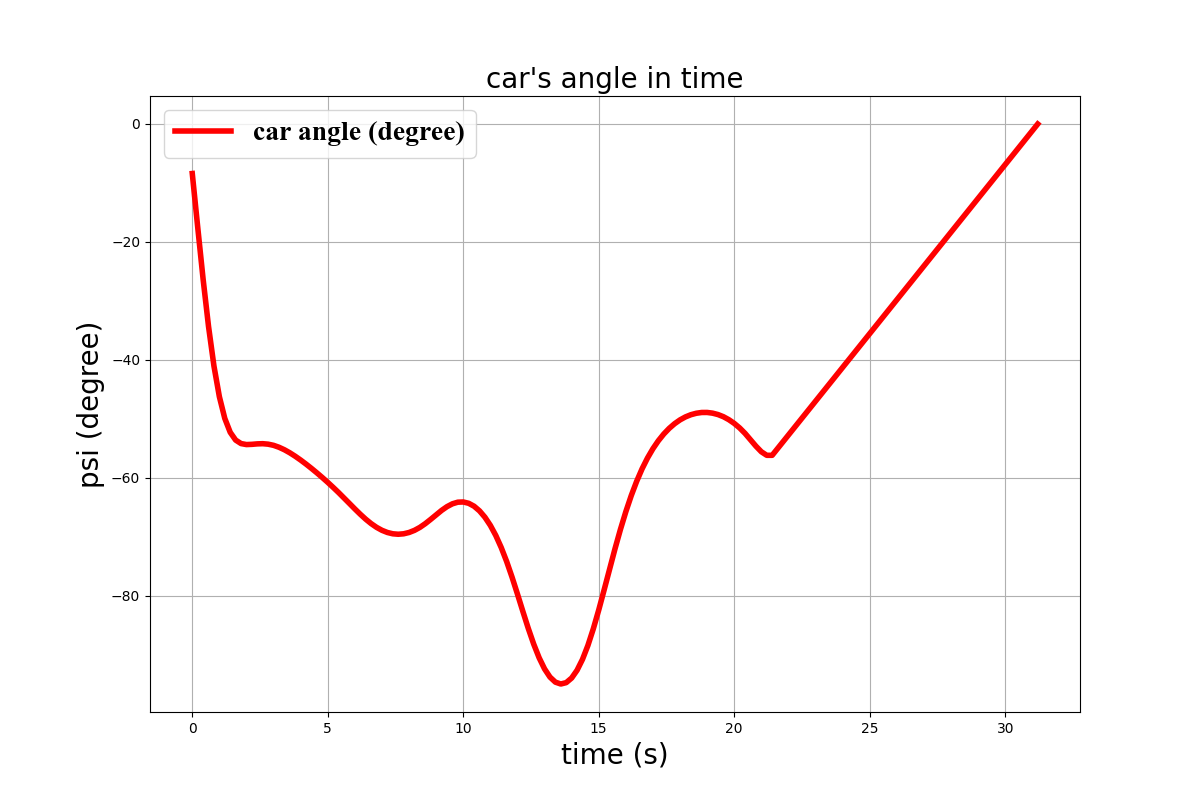 car's angle in time
car angle (degree)
0
−20
−40
−60
−80
psi (degree)
0 5 10 15 20 25 30
time (s)